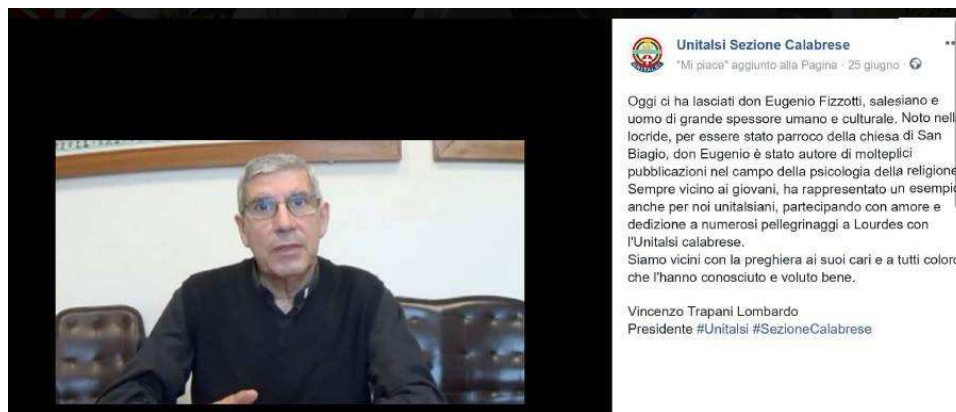 Unitalsi Sezione Calabrese
"Mi piace" aggiunto alla Pagina · 25 giugno ·
Oggi ci ha lasciati don Eugenio Fizzotti, salesiano e
uomo di grande spessore umano e culturale. Noto nell
locride, per essere stato parroco della chiesa di San
Biagio, don Eugenio è stato autore di molteplici
pubblicazioni nel campo della psicologia della religione
Sempre vicino ai giovani, ha rappresentato un esempio
anche per noi unitalsiani, partecipando con amore e
dedizione a numerosi pellegrinaggi a Lourdes con
l'Unitalsi calabrese.
Siamo vicini con la preghiera ai suoi cari e a tutti coloro
che l'hanno conosciuto e voluto bene.
Vincenzo Trapani Lombardo
Presidente #Unitalsi #SezioneCalabrese